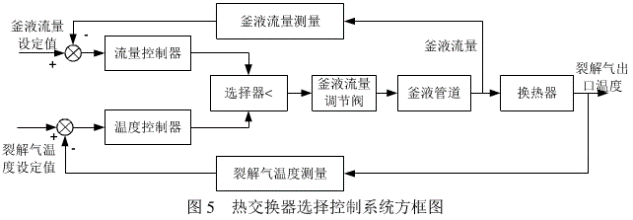 釜液流量
设定值
釜液流量测量
-
+
流量控制器
釜液流量
裂解气出
口温度
选择器<
釜液流量
调节阀
釜液管道
换热器
+
-
温度控制器
裂解气温
度设定值
裂解气温度测量
图 5 热交换器选择控制系统方框图